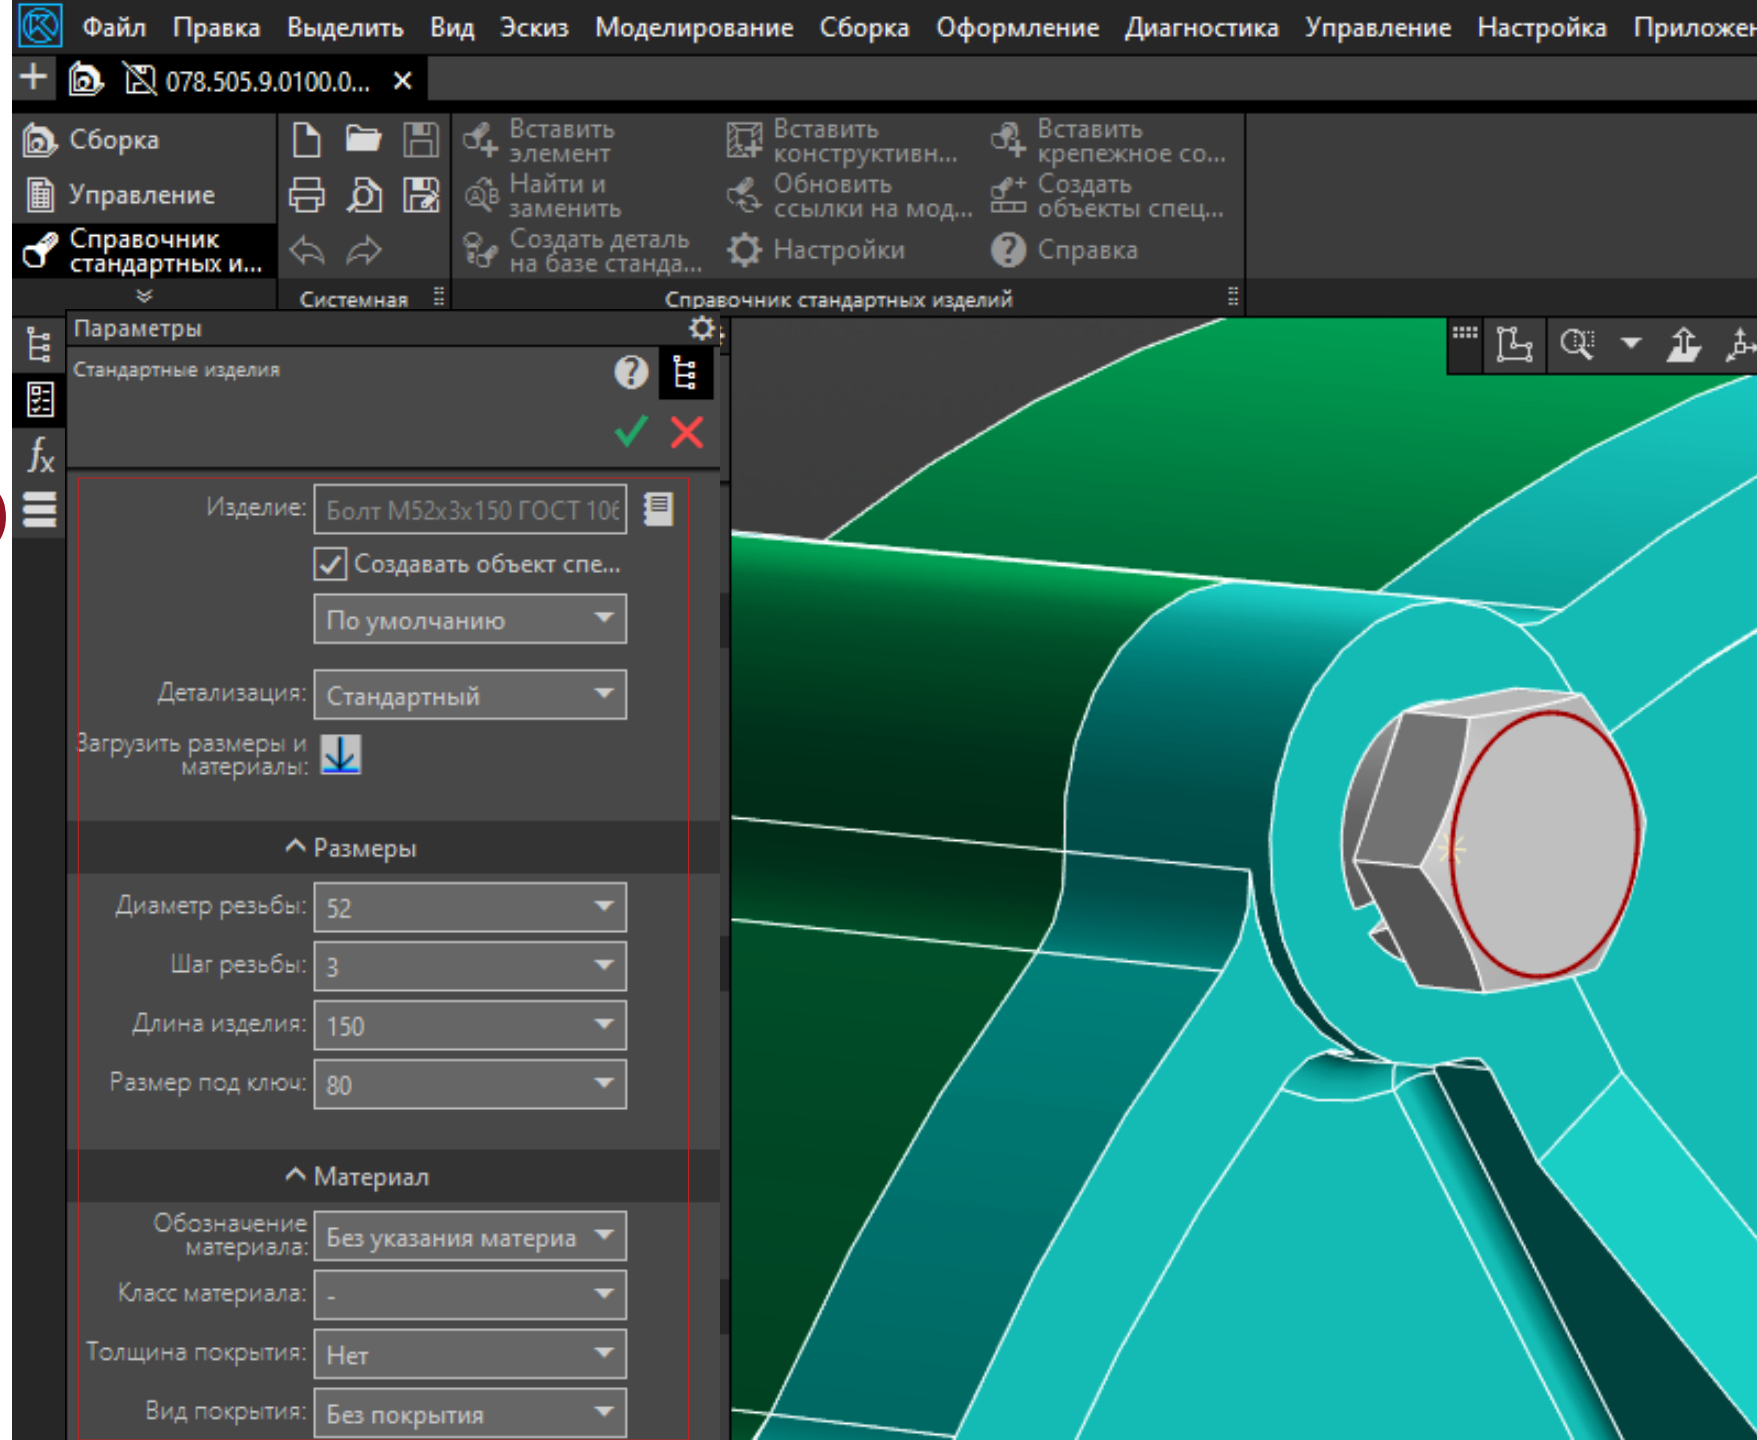 Файл Правка Выделить Вид Эскиз Моделирование Сборка Оформление Диагностика Управление Настройка Приложен
078.505.9.0100.0...
Сборка
Управление
Справочник
стандартных и...
Системная
Вставить
элемент
Найти и
заменить
Создать деталь
на базе станда...
Вставить
конструктивн...
Обновить
ссылки на мод...
Настройки
Вставить
крепежное со...
Создать
объекты спец...
Справка
Справочник стандартных изделий
Параметры
Стандартные изделия
Изделие: Болт М52х3х150 ГОСТ 106
Создавать объект спе...
По умолчанию
Детализация: Стандартный
Загрузить размеры и
материалы:
Размеры
Диаметр резьбы: 52
Шаг резьбы: 3
Длина изделия: 150
Размер под ключ: 80
Материал
Обозначение
материала: Без указания материа
Класс материала: -
Толщина покрытия: Нет
Вид покрытия: Без покрытия